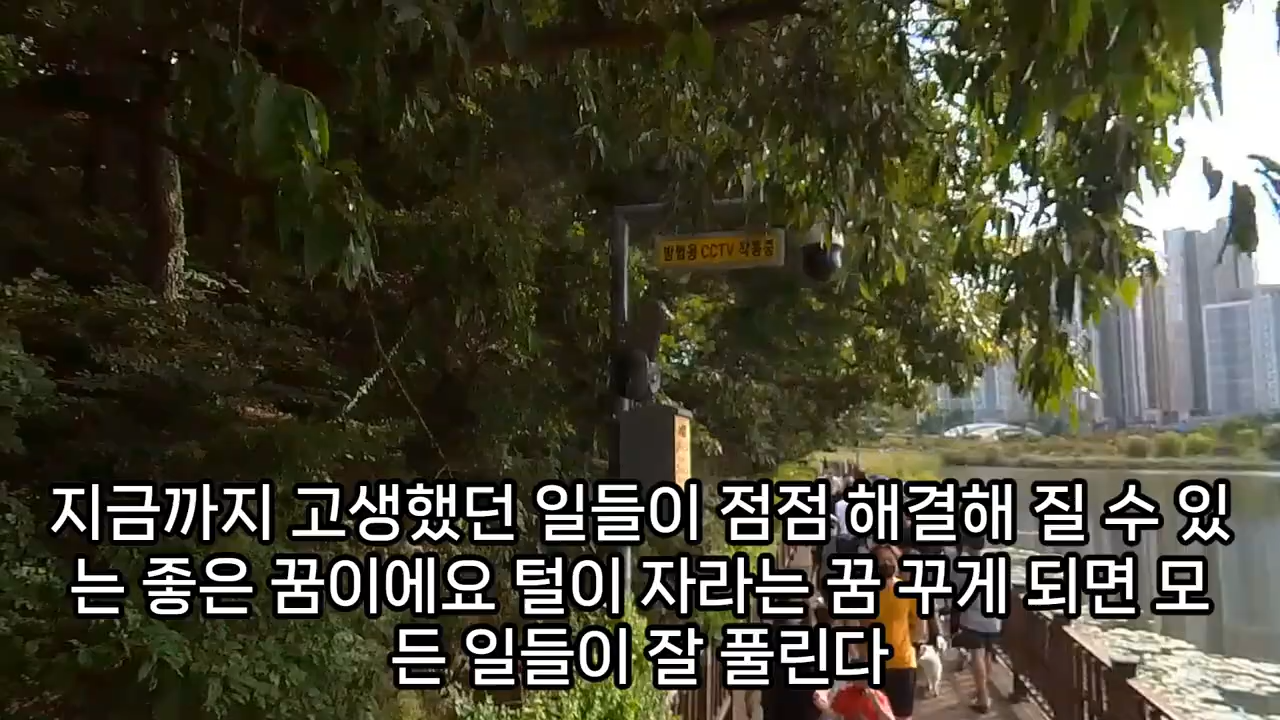 방범용 CCTV 작동중
지금까지 고생했던 일들이 점점 해결해 질 수 있
는 좋은 꿈이에요 털이 자라는 꿈 꾸게 되면 모
든 일들이 잘 풀린다